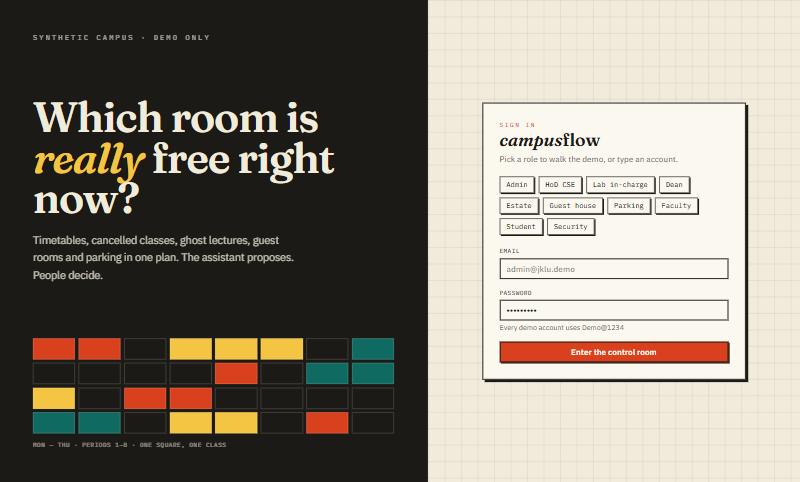 SYNTHETIC CAMPUS · DEMO ONLY
Which room is
really free right
now?
Timetables, cancelled classes, ghost lectures, guest
rooms and parking in one plan. The assistant proposes.
People decide.
MON – THU · PERIODS 1–8 · ONE SQUARE, ONE CLASS
SIGN IN
campusflow
Pick a role to walk the demo, or type an account.
Admin HoD CSE Lab in-charge Dean
Estate Guest house Parking Faculty
Student Security
EMAIL
admin@jklu.demo
PASSWORD
•••••••••
Every demo account uses Demo@1234
Enter the control room